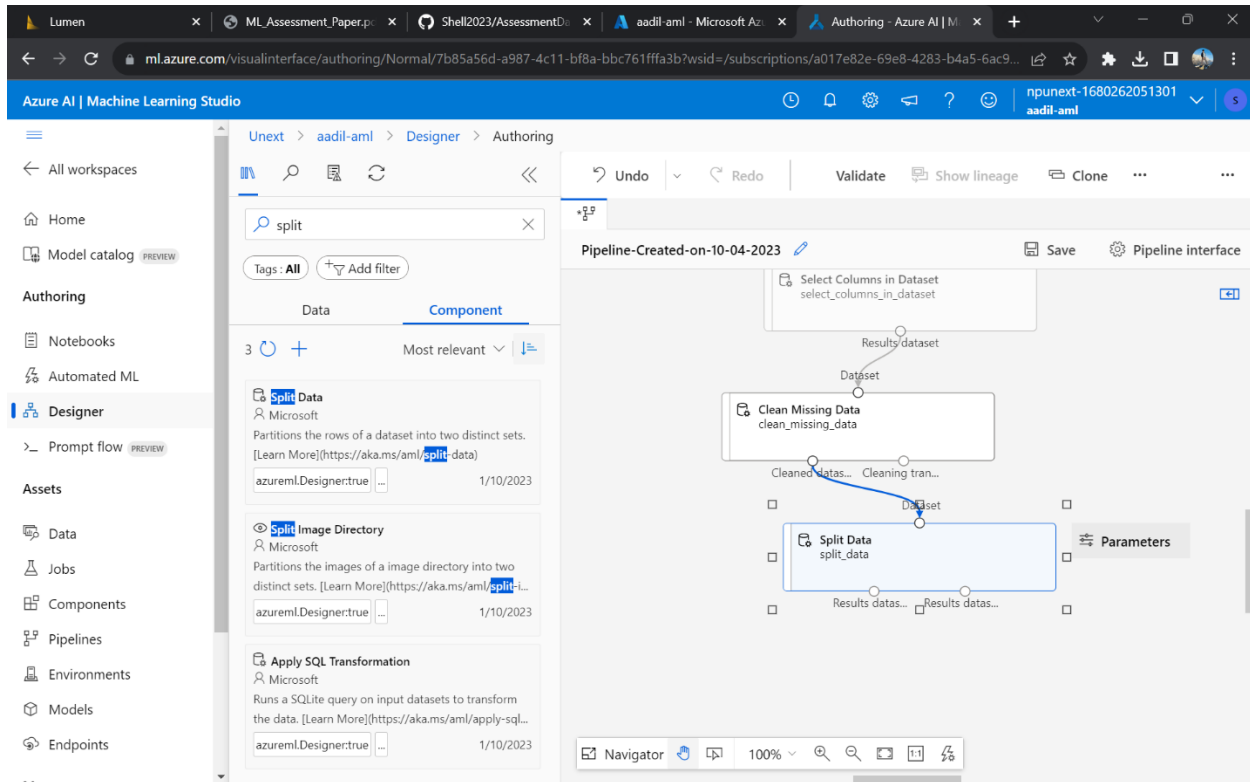 Lumen
ML_Assessment_Paper.pc
Shell2023/AssessmentDa
aadil-aml - Microsoft Az
Authoring - Azure AI | M
ml.azure.com/visualinterface/authoring/Normal/7b85a56d-a987-4c11-bf8a-bbc761fffa3b?wsid=/subscriptions/a017e82e-69e8-4283-b4a5-6ac9...
Azure AI | Machine Learning Studio
npunext-1680262051301
aadil-aml
S
All workspaces
Home
Model catalog PREVIEW
Authoring
Notebooks
Automated ML
Designer
Prompt flow PREVIEW
Assets
Data
Jobs
Components
Pipelines
Environments
Models
Endpoints
Unext > aadil-aml > Designer > Authoring
split
Tags : All
Add filter
Data
Component
3
Most relevant
Split Data
Microsoft
Partitions the rows of a dataset into two distinct sets.
[Learn More](https://aka.ms/aml/split-data)
azureml.Designer:true ...
1/10/2023
Split Image Directory
Microsoft
Partitions the images of a image directory into two
distinct sets. [Learn More](https://aka.ms/aml/split-i...
azureml.Designer:true ...
1/10/2023
Apply SQL Transformation
Microsoft
Runs a SQLite query on input datasets to transform
the data. [Learn More](https://aka.ms/aml/apply-sql...
azureml.Designer:true ...
1/10/2023
Undo
Redo
Validate
Show lineage
Clone
...
...
Pipeline-Created-on-10-04-2023
Save
Pipeline interface
Select Columns in Dataset
select_columns_in_dataset
Results dataset
Dataset
Clean Missing Data
clean_missing_data
Cleaned datas... Cleaning tran...
Dataset
Split Data
split_data
Parameters
Results datas... Results datas...
Navigator
100%
1:1